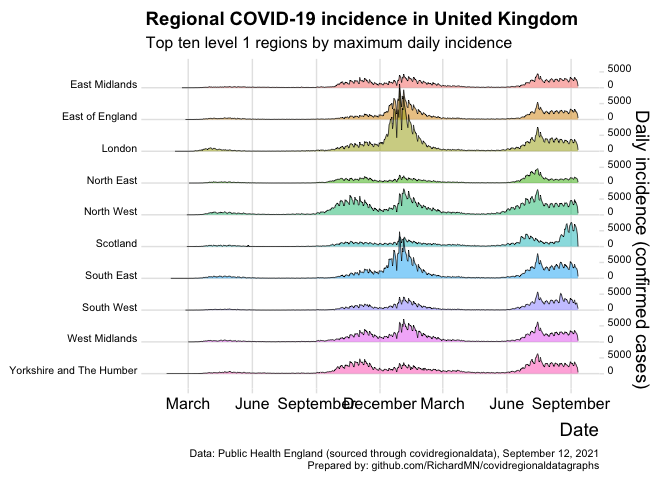 Regional COVID-19 incidence in United Kingdom
Top ten level 1 regions by maximum daily incidence
East Midlands
5000
0
East of England
5000
0
London
5000
0
North East
5000
0
North West
5000
0
Scotland
5000
0
South East
5000
0
South West
5000
0
West Midlands
5000
0
Yorkshire and The Humber
5000
0
Daily incidence (confirmed cases)
March June September December March June September
Date
Data: Public Health England (sourced through covidregionaldata), September 12, 2021
Prepared by: github.com/RichardMN/covidregionaldatagraphs